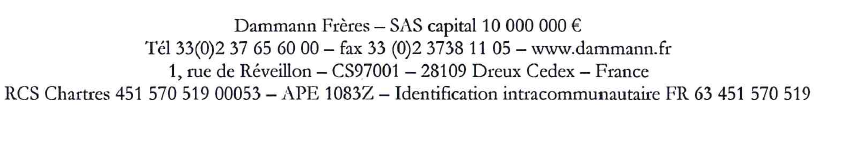 Dammann Frères – SAS capital 10 000 000 €
Tél 33(0)2 37 65 60 00 – fax 33 (0)2 3738 11 05 – www.dammann.fr
1, rue de Réveillon – CS97001 – 28109 Dreux Cedex – France
RCS Chartres 451 570 519 00053 – APE 1083Z – Identification intracommunautaire FR 63 451 570 519